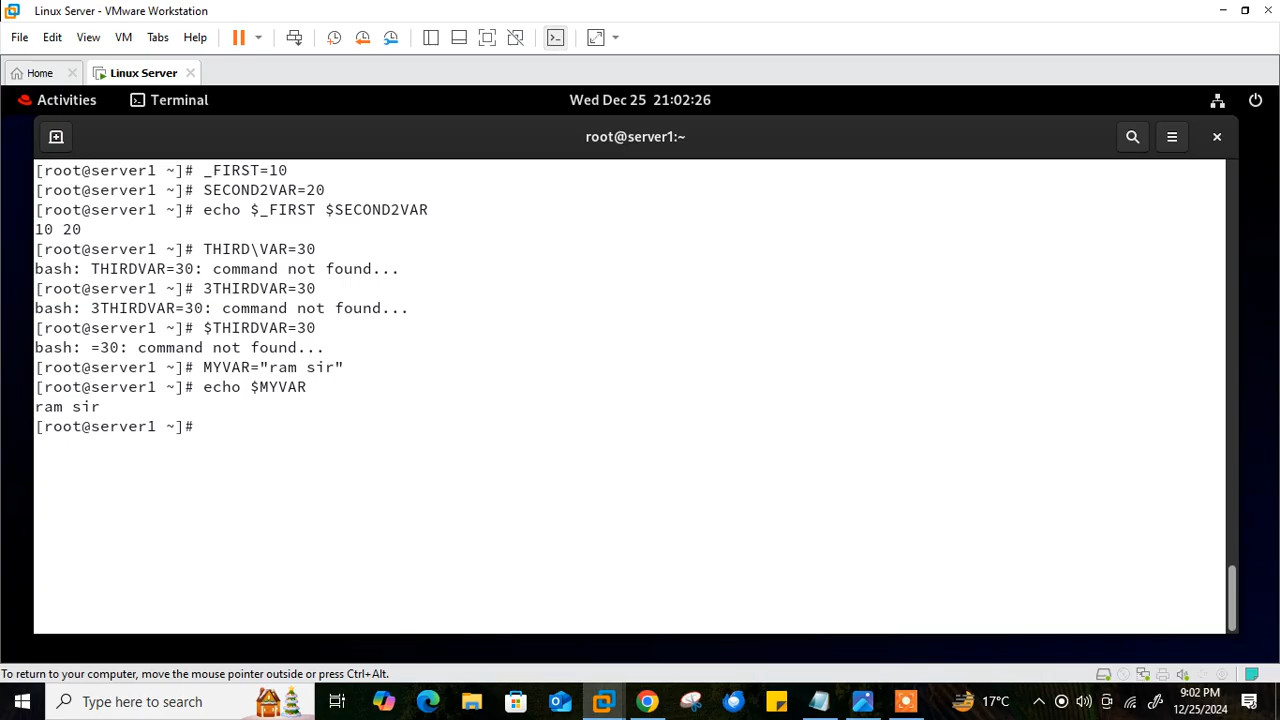 Linux Server - VMware Workstation
File Edit View VM Tabs Help
Home Linux Server
Activities Terminal Wed Dec 25 21:02:26
root@server1:~
[root@server1 ~]# _FIRST=10
[root@server1 ~]# SECOND2VAR=20
[root@server1 ~]# echo $_FIRST $SECOND2VAR
10 20
[root@server1 ~]# THIRD\VAR=30
bash: THIRDVAR=30: command not found...
[root@server1 ~]# 3THIRDVAR=30
bash: 3THIRDVAR=30: command not found...
[root@server1 ~]# $THIRDVAR=30
bash: =30: command not found...
[root@server1 ~]# MYVAR="ram sir"
[root@server1 ~]# echo $MYVAR
ram sir
[root@server1 ~]#
To return to your computer, move the mouse pointer outside or press Ctrl+Alt.
Type here to search 17°C 9:02 PM
12/25/2024